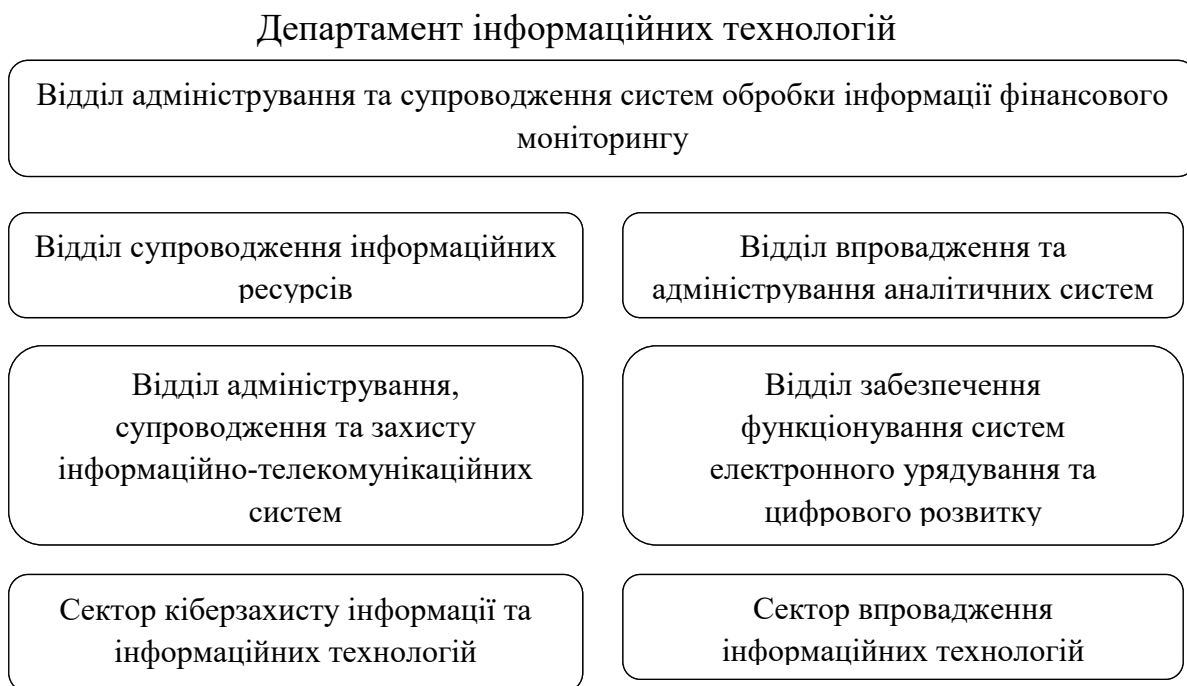 Департамент інформаційних технологій
Відділ адміністрування та супроводження систем обробки інформації фінансового
моніторингу
Відділ супроводження інформаційних
ресурсів
Відділ впровадження та
адміністрування аналітичних систем
Відділ адміністрування,
супроводження та захисту
інформаційно-телекомунікаційних
систем
Відділ забезпечення
функціонування систем
електронного урядування та
цифрового розвитку
Сектор кіберзахисту інформації та
інформаційних технологій
Сектор впровадження
інформаційних технологій